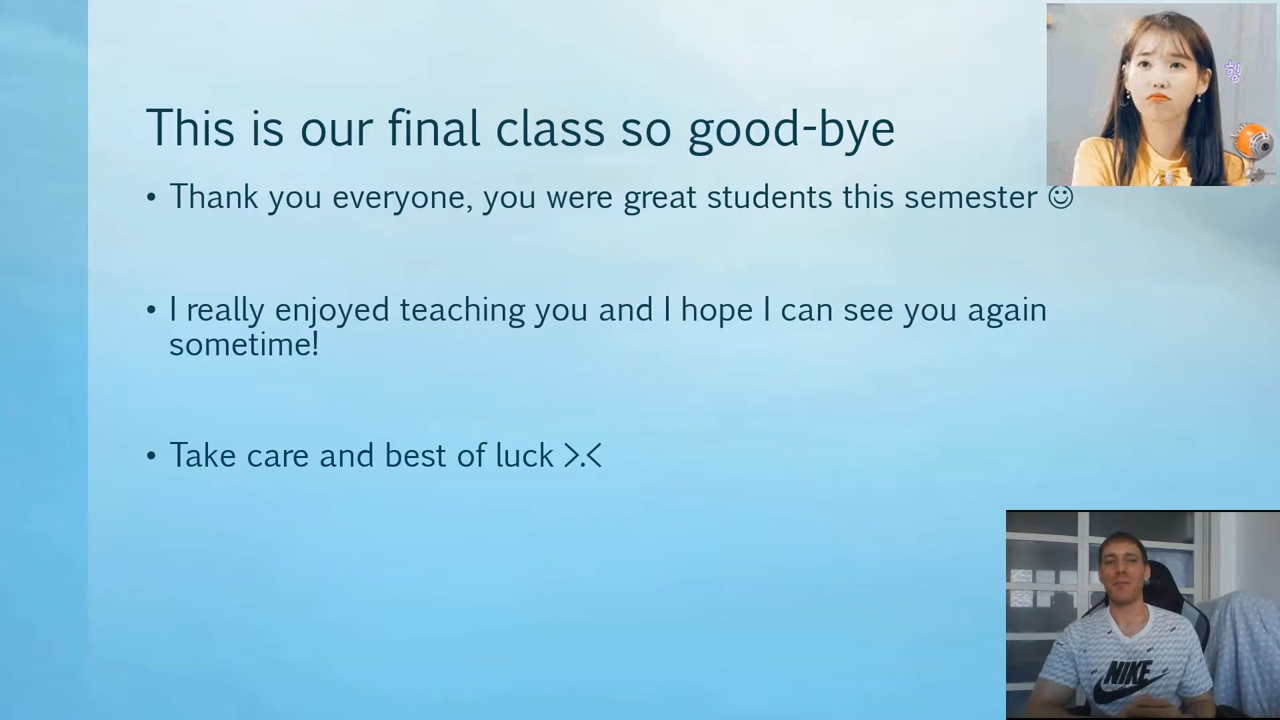 This is our final class so good-bye
• Thank you everyone, you were great students this semester ☺
• I really enjoyed teaching you and I hope I can see you again
sometime!
• Take care and best of luck >.<
힝
NIKE